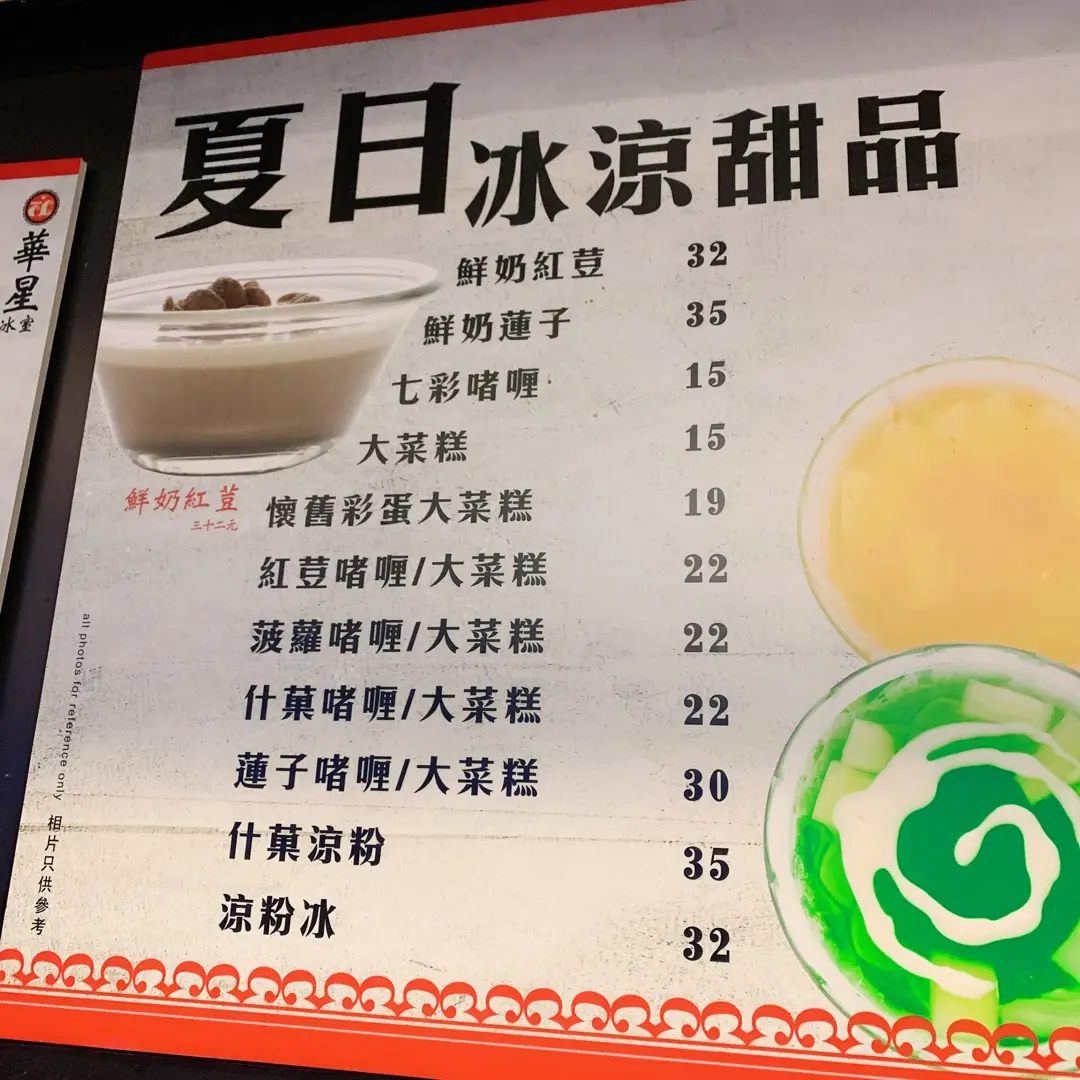 華星
冰室
夏日冰涼甜品
鮮奶紅荳 32
鮮奶蓮子 35
七彩啫喱 15
大菜糕 15
懷舊彩蛋大菜糕 19
紅荳啫喱/大菜糕 22
菠蘿啫喱/大菜糕 22
什菓啫喱/大菜糕 22
蓮子啫喱/大菜糕 30
什菓涼粉 35
涼粉冰 32
鮮奶紅荳
三十二元
all photos for reference only 相片只供參考